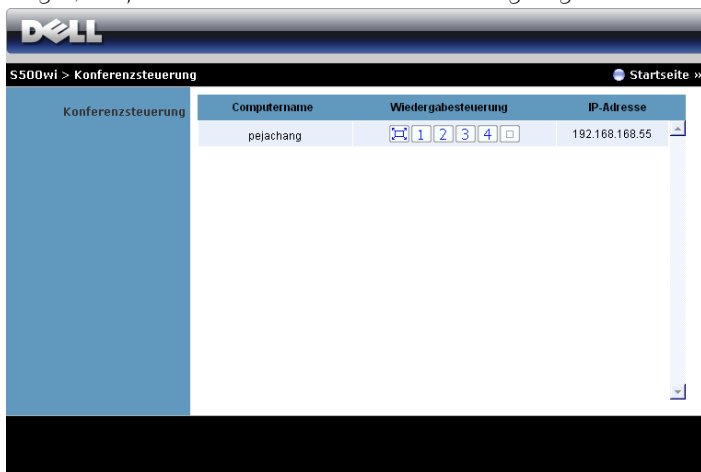 DELL
S500wi > Konferenzsteuerung
Startseite »
Konferenzsteuerung
Computername Wiedergabesteuerung IP-Adresse
pejachang 1 2 3 4 192.168.168.55